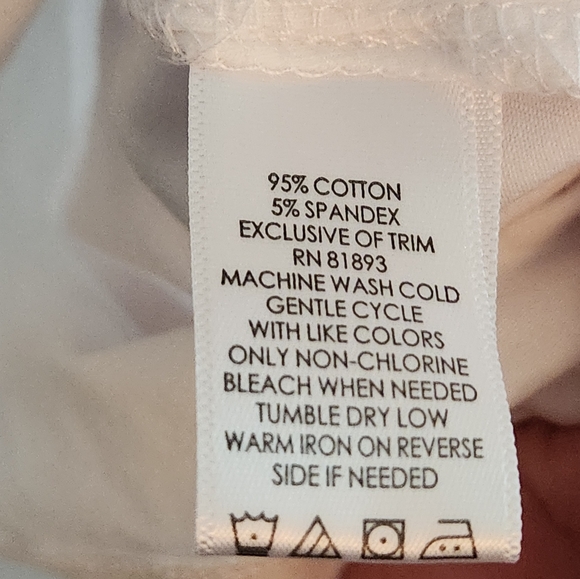 95% COTTON
5% SPANDEX
EXCLUSIVE OF TRIM
RN 81893
MACHINE WASH COLD
GENTLE CYCLE
WITH LIKE COLORS
ONLY NON-CHLORINE
BLEACH WHEN NEEDED
TUMBLE DRY LOW
WARM IRON ON REVERSE
SIDE IF NEEDED